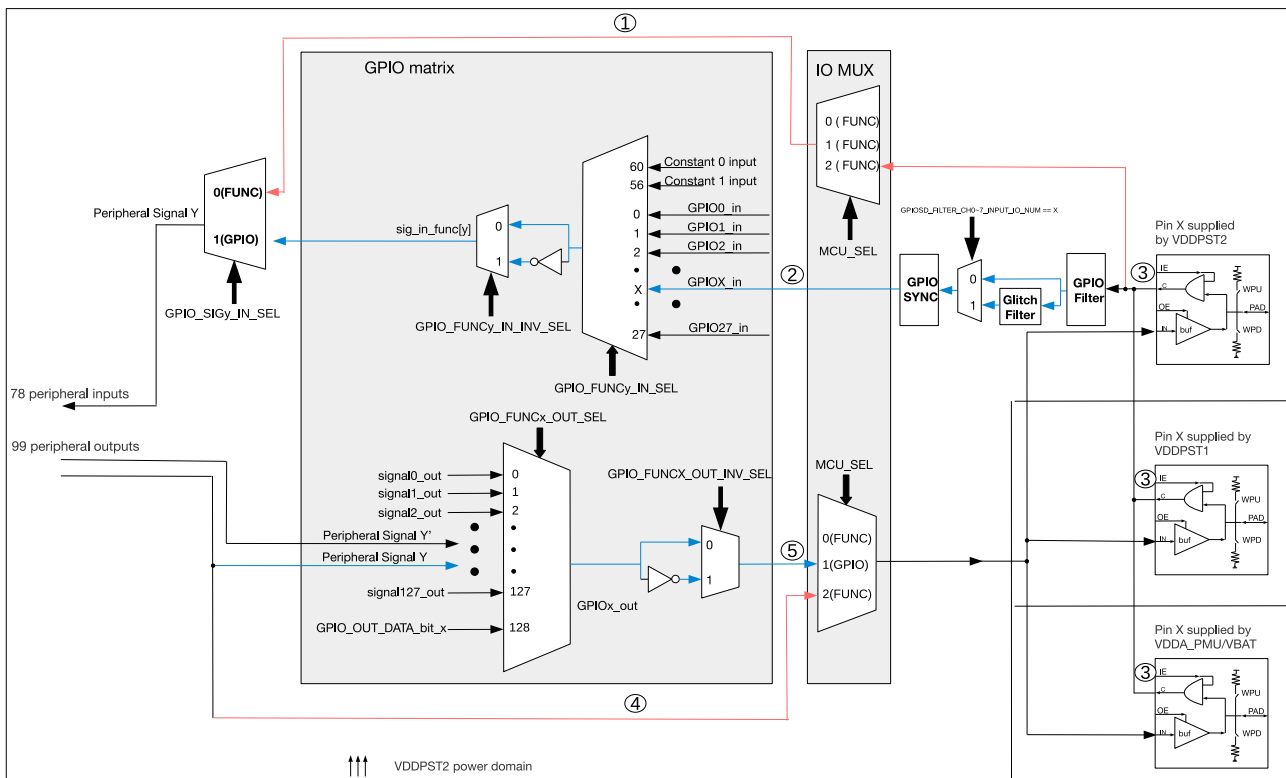 ①
GPIO matrix
IO MUX
0 ( FUNC)
1 ( FUNC)
2 ( FUNC)
MCU_SEL
60
56
0
1
2
X
27
Constant 0 input
Constant 1 input
GPIO0_in
GPIO1_in
GPIO2_in
GPIOX_in
GPIO27_in
②
0(FUNC)
1(GPIO)
Peripheral Signal Y
GPIO_SIGy_IN_SEL
sig_in_func[y]
0
1
GPIO_FUNCy_IN_INV_SEL
GPIO_FUNCy_IN_SEL
GPIOSD_FILTER_CH0~7_INPUT_IO_NUM == X
GPIO
SYNC
0
1
Glitch
Filter
GPIO
Filter
Pin X supplied
by VDDPST2
③
IE
C
OE
IN
buf
WPU
PAD
WPD
78 peripheral inputs
99 peripheral outputs
GPIO_FUNCx_OUT_SEL
signal0_out
signal1_out
signal2_out
Peripheral Signal Y'
Peripheral Signal Y
signal127_out
GPIO_OUT_DATA_bit_x
0
1
2
127
128
GPIOx_out
GPIO_FUNCX_OUT_INV_SEL
0
1
⑤
MCU_SEL
0(FUNC)
1(GPIO)
2(FUNC)
④
Pin X supplied by
VDDPST1
③
IE
C
OE
IN
buf
WPU
PAD
WPD
Pin X supplied by
VDDA_PMU/VBAT
③
IE
C
OE
IN
buf
WPU
PAD
WPD
VDDPST2 power domain